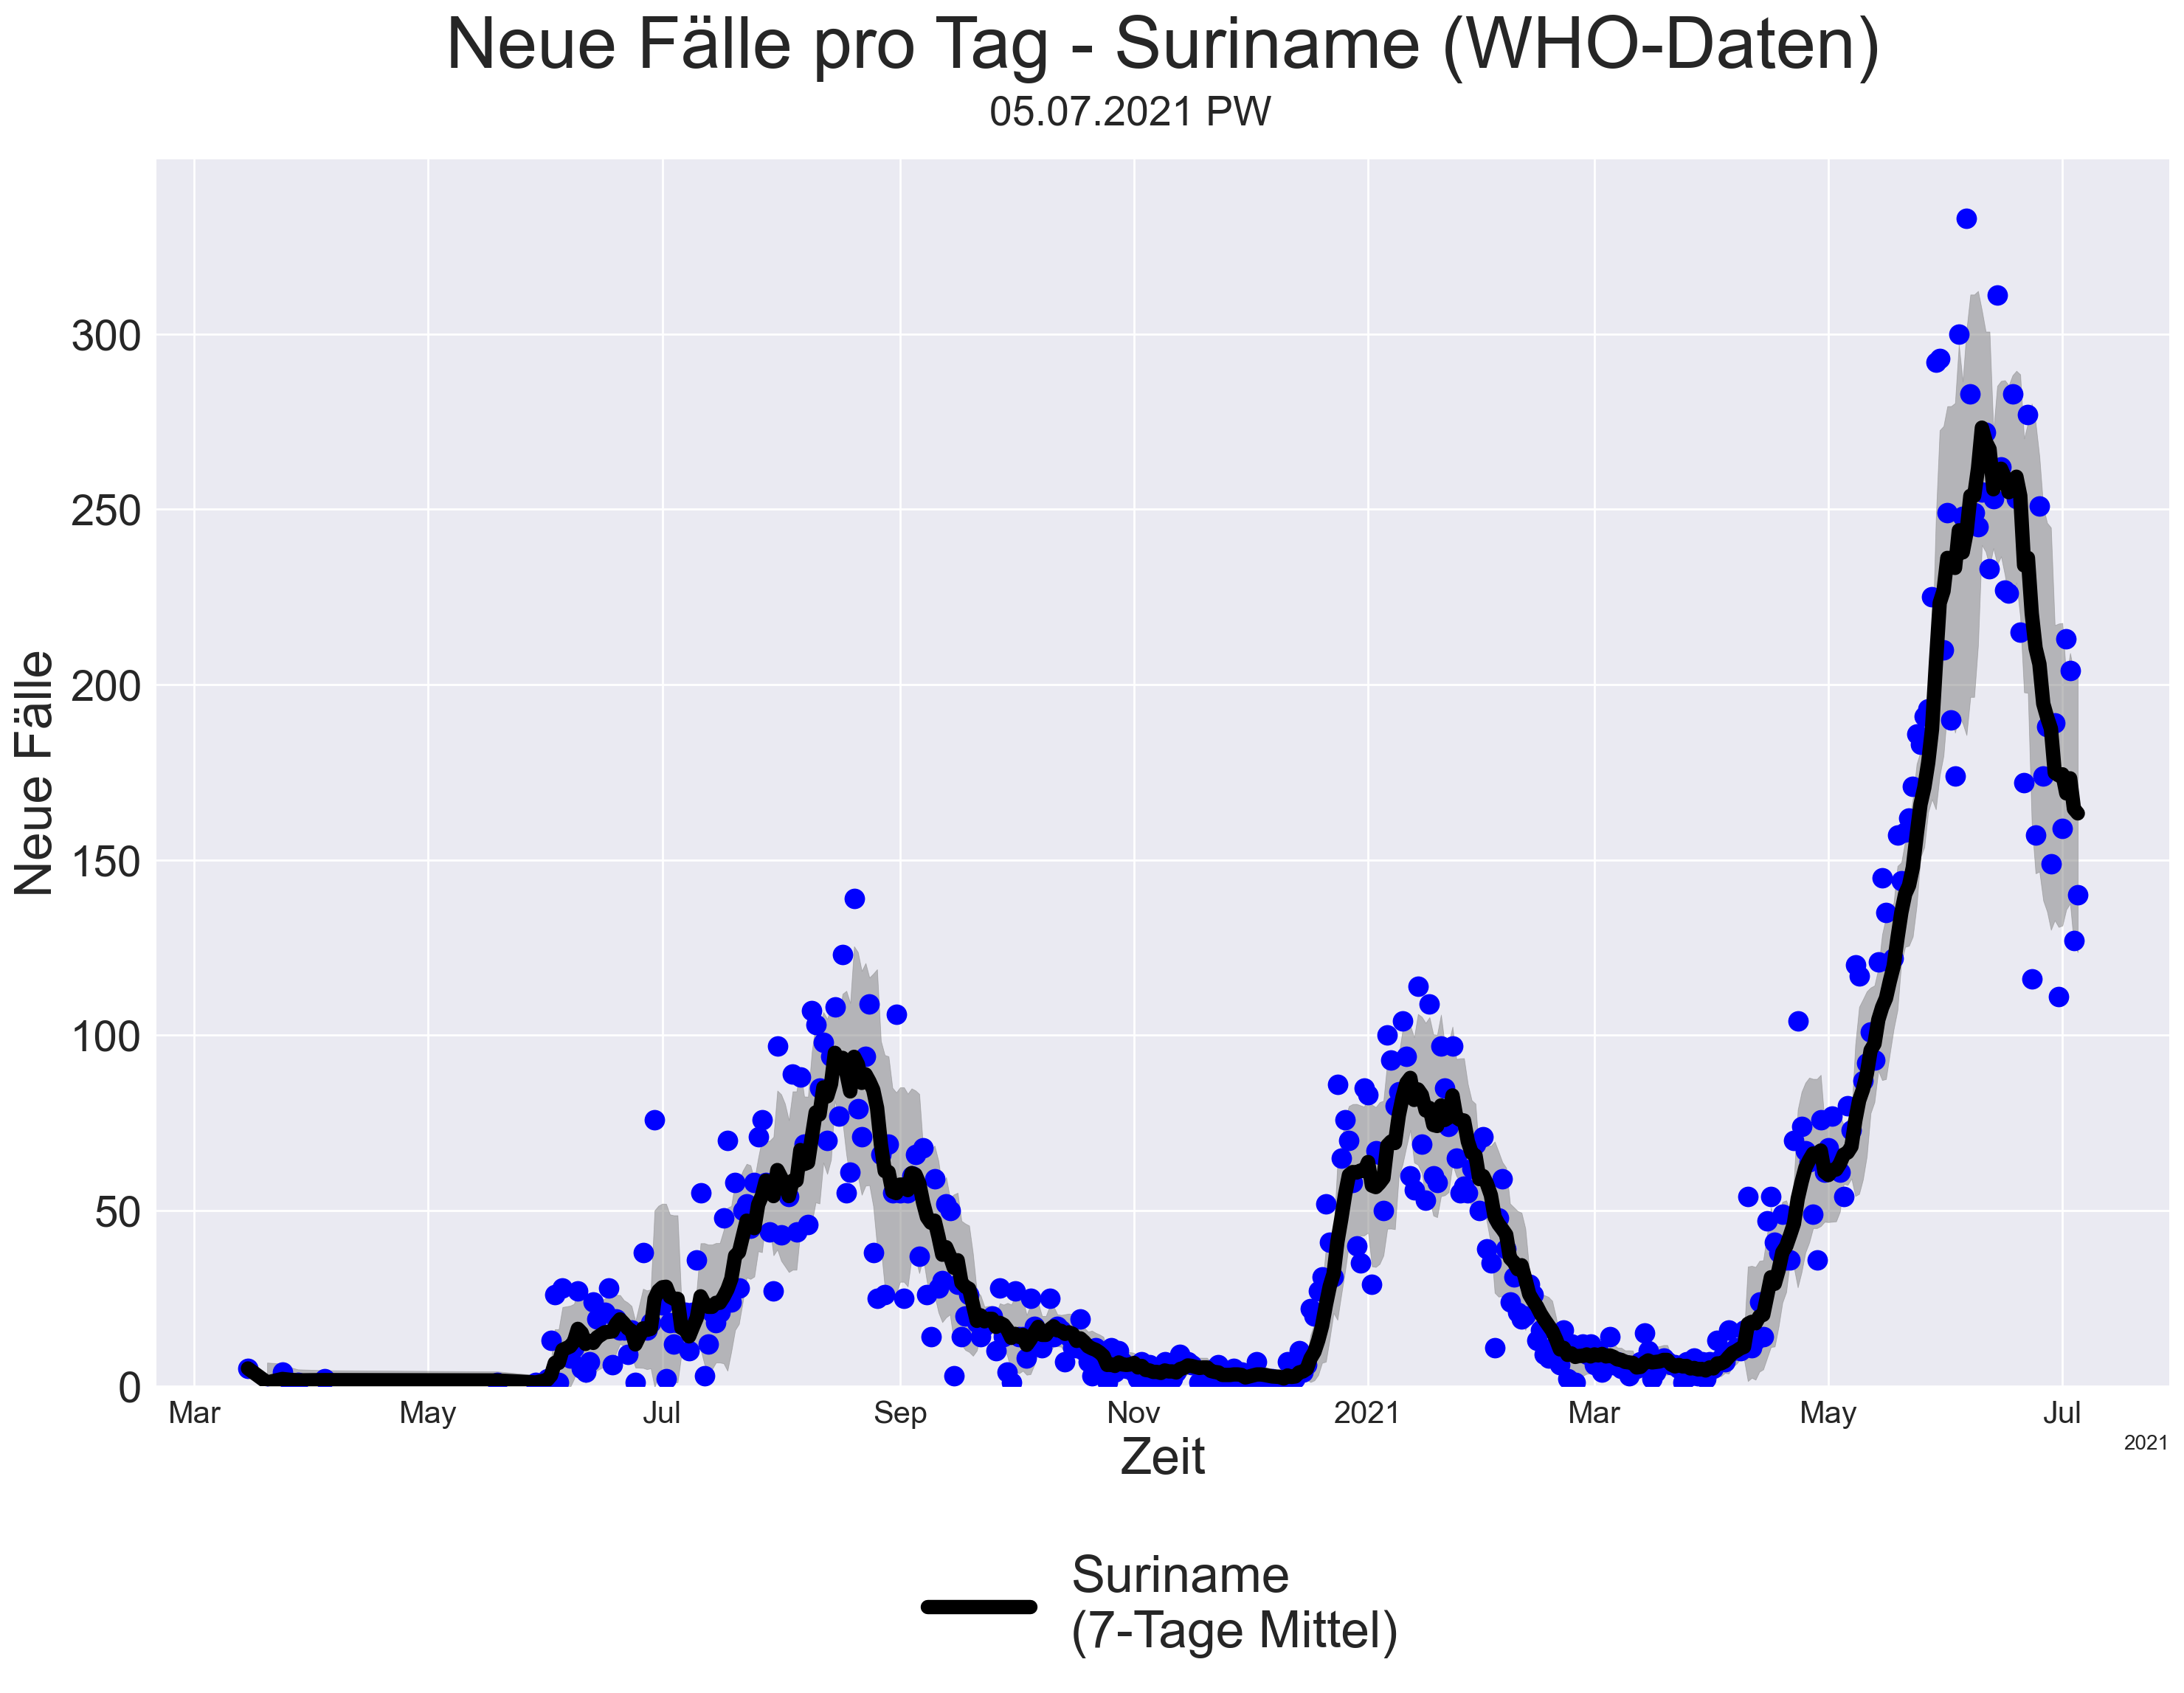 Neue Fälle pro Tag - Suriname (WHO-Daten)
05.07.2021 PW
Neue Fälle
300
250
200
150
100
50
0
Mar May Jul Sep Nov 2021 Mar May Jul
2021
Zeit
Suriname
(7-Tage Mittel)